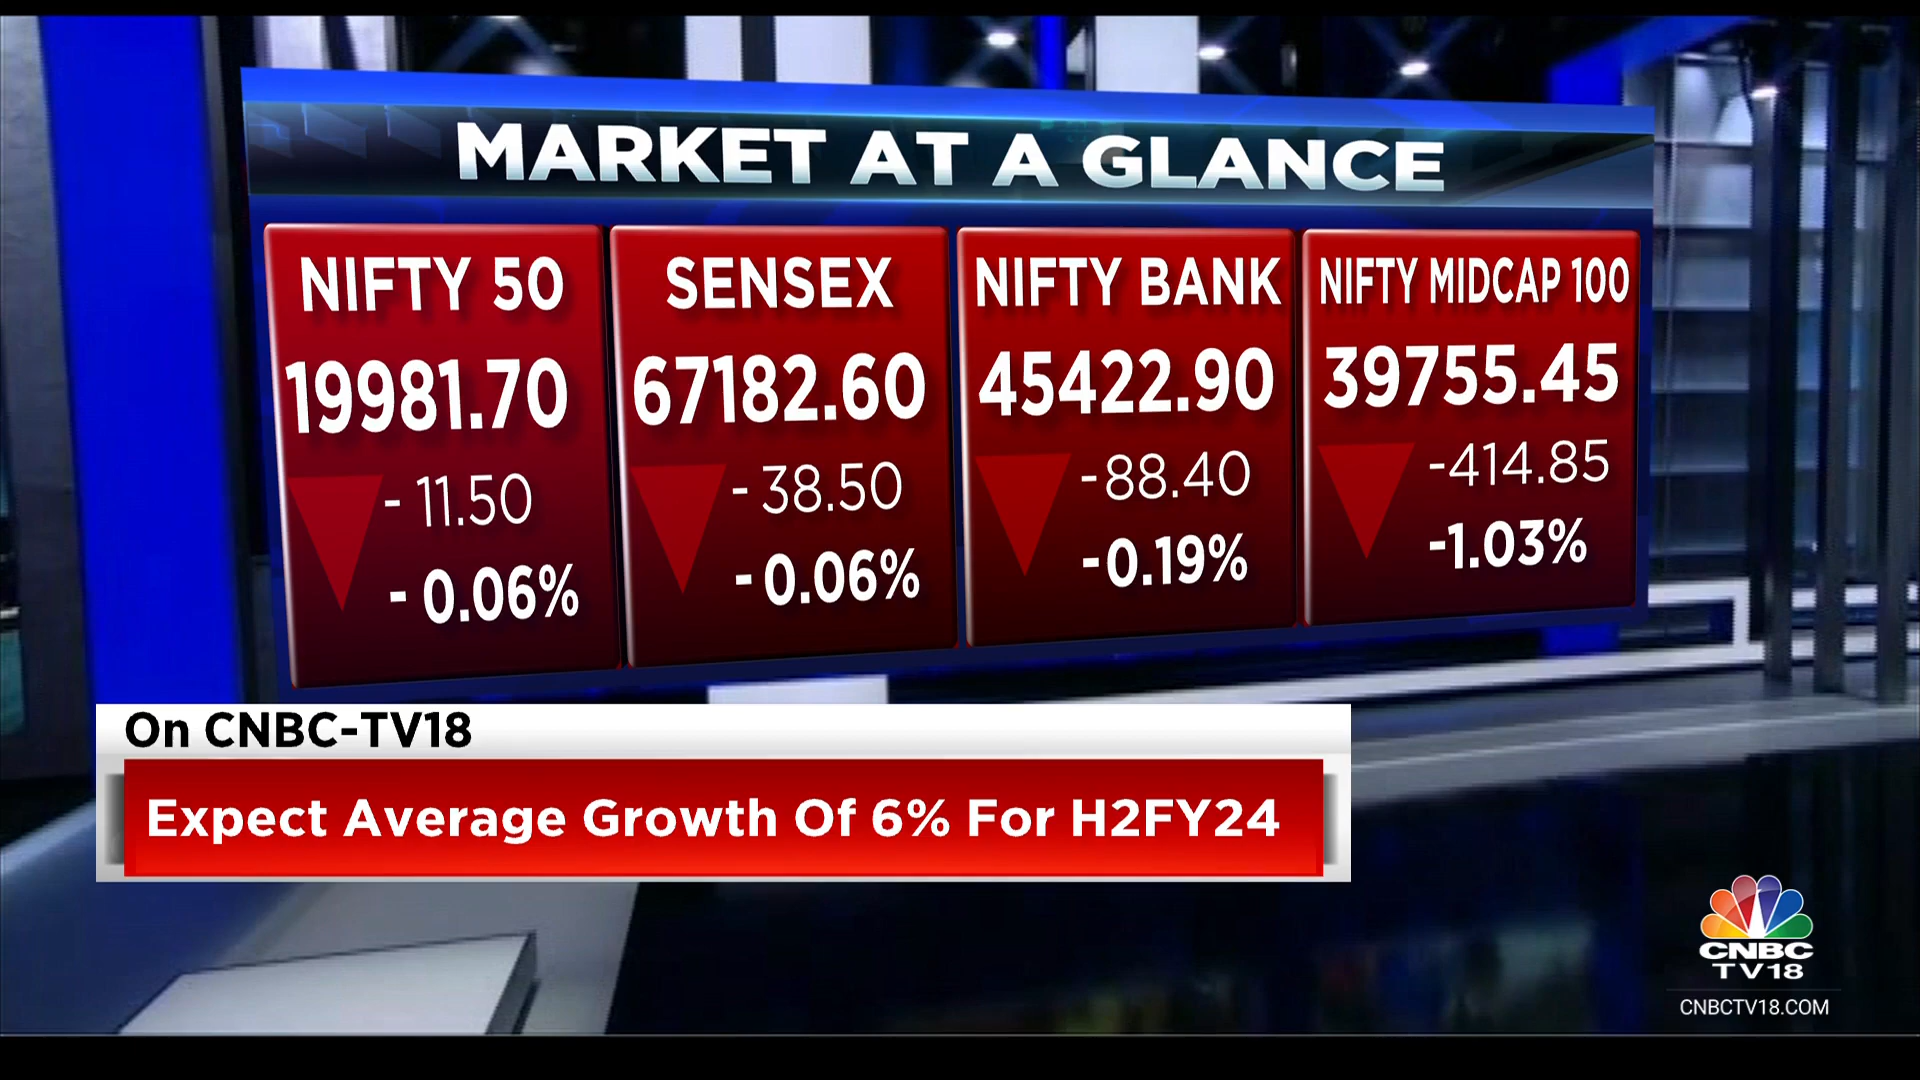 MARKET AT A GLANCE
NIFTY 50
19981.70
- 11.50
- 0.06%
SENSEX
67182.60
- 38.50
- 0.06%
NIFTY BANK
45422.90
-88.40
-0.19%
NIFTY MIDCAP 100
39755.45
-414.85
-1.03%
On CNBC-TV18
Expect Average Growth Of 6% For H2FY24
CNBC
TV18
CNBCTV18.COM